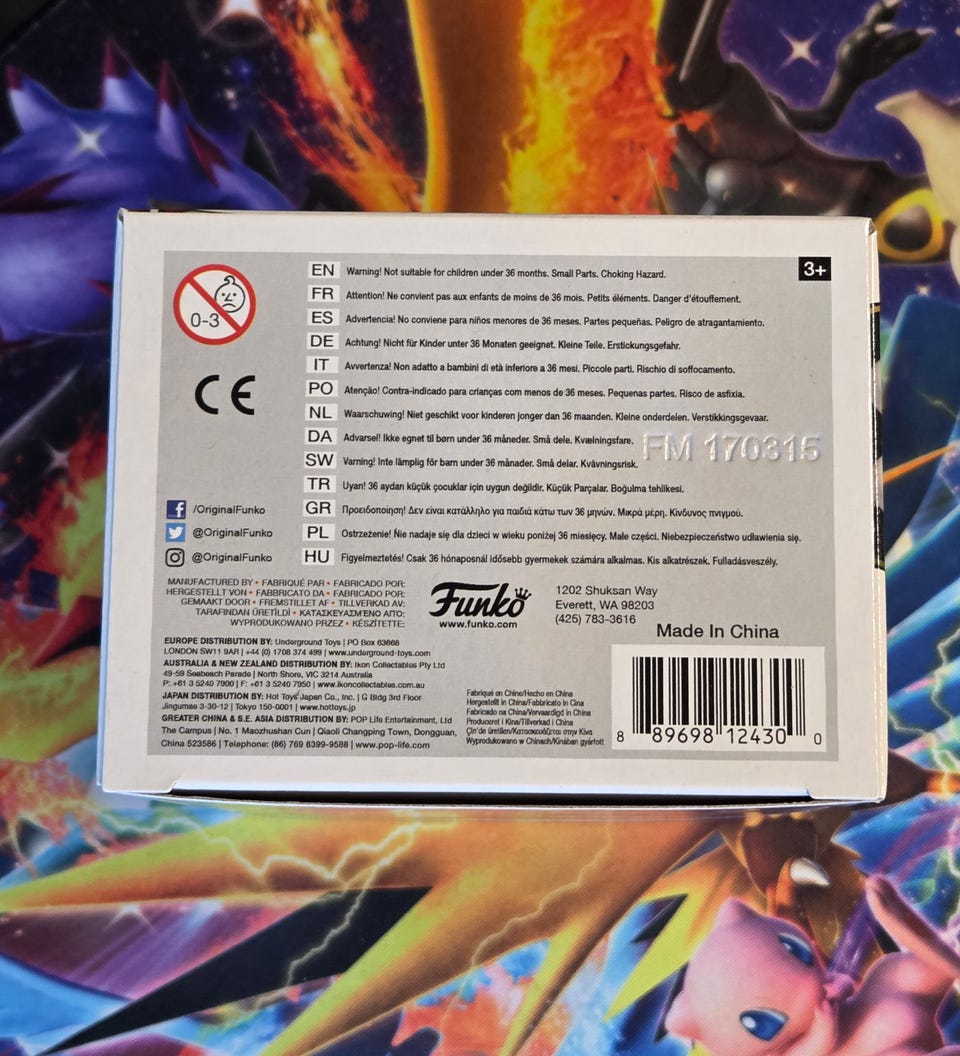 0-3
CE
3+
EN Warning! Not suitable for children under 36 months. Small Parts. Choking Hazard.
FR Attention! Ne convient pas aux enfants de moins de 36 mois. Petits éléments. Danger d'étouffement.
ES Advertencia! No conviene para niños menores de 36 meses. Partes pequeñas. Peligro de atragantamiento.
DE Achtung! Nicht für Kinder unter 36 Monaten geeignet. Kleine Teile. Erstickungsgefahr.
IT Avvertenza! Non adatto a bambini di età inferiore a 36 mesi. Piccole parti. Rischio di soffocamento.
PO Atenção! Contra-indicado para crianças com menos de 36 meses. Pequenas partes. Risco de asfixia.
NL Waarschuwing! Niet geschikt voor kinderen jonger dan 36 maanden. Kleine onderdelen. Verstikkingsgevaar.
DA Advarsel! Ikke egnet til børn under 36 måneder. Små dele. Kvælningsfare.
FM 170315
SW Varning! Inte lämplig för barn under 36 månader. Små delar. Kvävningsrisk.
TR Uyarı! 36 aydan küçük çocuklar için uygun değildir. Küçük Parçalar. Boğulma tehlikesi.
GR Προειδοποίηση! Δεν είναι κατάλληλο για παιδιά κάτω των 36 μηνών. Μικρά μέρη. Κίνδυνος πνιγμού.
PL Ostrzeżenie! Nie nadaje się dla dzieci w wieku poniżej 36 miesięcy. Małe części. Niebezpieczeństwo udławienia się.
HU Figyelmeztetés! Csak 36 hónaposnál idősebb gyermekek számára alkalmas. Kis alkatrészek. Fulladásveszély.
/OriginalFunko
@OriginalFunko
@OriginalFunko
MANUFACTURED BY • FABRIQUÉ PAR • FABRICADO POR:
HERGESTELLT VON • FABBRICATO DA • FABRICADO POR:
GEMAAKT DOOR • FREMSTILLET AF • TILLVERKAD AV:
TARAFINDAN ÜRETİLDİ • ΚΑΤΑΣΚΕΥΑΣΜΈΝΟ ΑΠΌ:
WYPRODUKOWANO PRZEZ • KÉSZÍTETTE:
Funko
www.funko.com
1202 Shuksan Way
Everett, WA 98203
(425) 783-3616
Made In China
EUROPE DISTRIBUTION BY: Underground Toys | PO Box 63668
LONDON SW11 9AR | +44 (0) 1708 374 499 | www.underground-toys.com
AUSTRALIA & NEW ZEALAND DISTRIBUTION BY: Ikon Collectables Pty Ltd
49-59 Seabeach Parade | North Shore, VIC 3214 Australia
P: +61 3 5240 7900 | F: +61 3 5240 7950 | www.ikoncollectables.com.au
JAPAN DISTRIBUTION BY: Hot Toys Japan Co., Inc. | G Bldg 3rd Floor
Jingumae 3-30-12 | Tokyo 150-0001 | www.hottoys.jp
GREATER CHINA & S.E. ASIA DISTRIBUTION BY: POP Life Entertainment, Ltd
The Campus | No. 1 Maozhushan Cun | Qiaoli Changping Town, Dongguan,
China 523586 | Telephone: (86) 769 8399-9588 | www.pop-life.com
Fabriqué en Chine/Hecho en China
Hergestellt in China/Fabbricato in Cina
Fabricado na China/Vervaardigd in China
Produceret i Kina/Tillverkad i China
Çin'de üretilen/Κατασκευάζεται στην Κίνα
Wyprodukowano w Chinach/Kínában gyártott
8 89698 12430 0